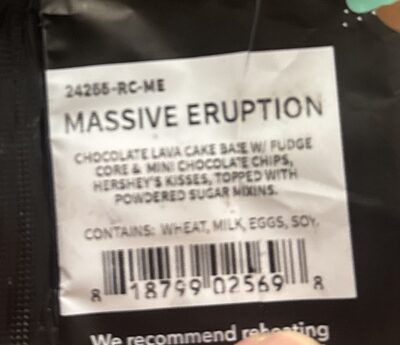 24255-RC-ME
MASSIVE ERUPTION
CHOCOLATE LAVA CAKE BASE W/ FUDGE
CORE & MINI CHOCOLATE CHIPS,
HERSHEY'S KISSES, TOPPED WITH
POWDERED SUGAR MIXINS.
CONTAINS: WHEAT, MILK, EGGS, SOY.
8 18799 02569 8
We recommend reheating